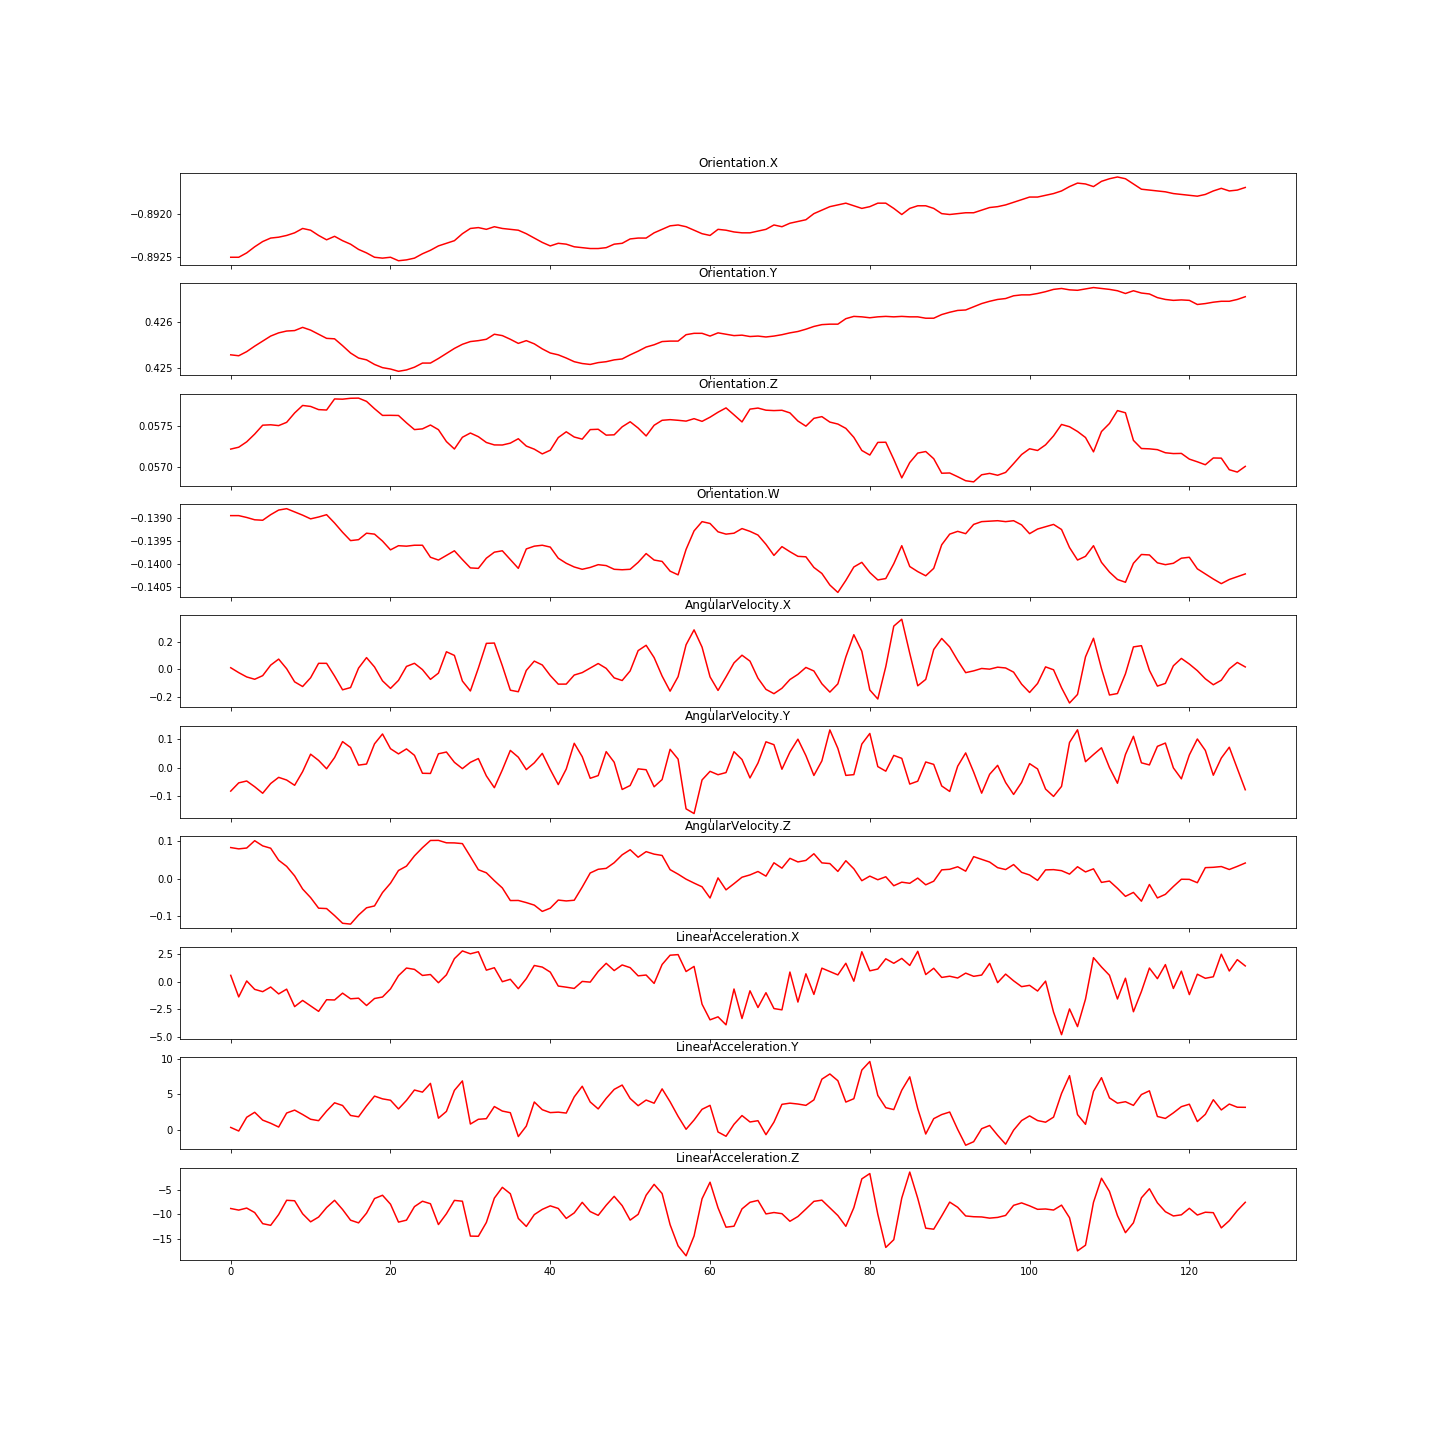 Orientation.X
−0.8920
−0.8925
Orientation.Y
0.426
0.425
Orientation.Z
0.0575
0.0570
Orientation.W
−0.1390
−0.1395
−0.1400
−0.1405
AngularVelocity.X
0.2
0.0
−0.2
AngularVelocity.Y
0.1
0.0
−0.1
AngularVelocity.Z
0.1
0.0
−0.1
LinearAcceleration.X
2.5
0.0
−2.5
−5.0
LinearAcceleration.Y
10
5
0
LinearAcceleration.Z
−5
−10
−15
0 20 40 60 80 100 120